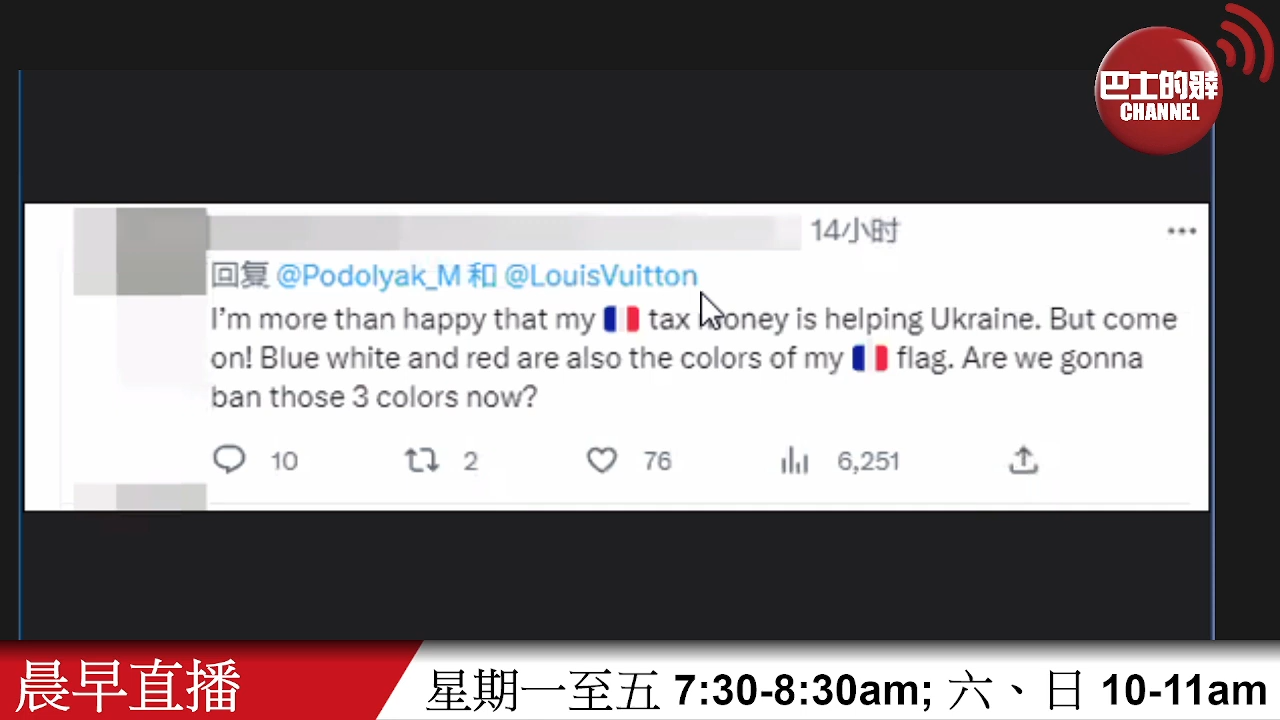 巴士的報
CHANNEL
14小时
回复 @Podolyak_M 和 @LouisVuitton
I'm more than happy that my 🇫🇷 tax money is helping Ukraine. But come
on! Blue white and red are also the colors of my 🇫🇷 flag. Are we gonna
ban those 3 colors now?
10 2 76 6,251
晨早直播
星期一至五 7:30-8:30am; 六、日 10-11am